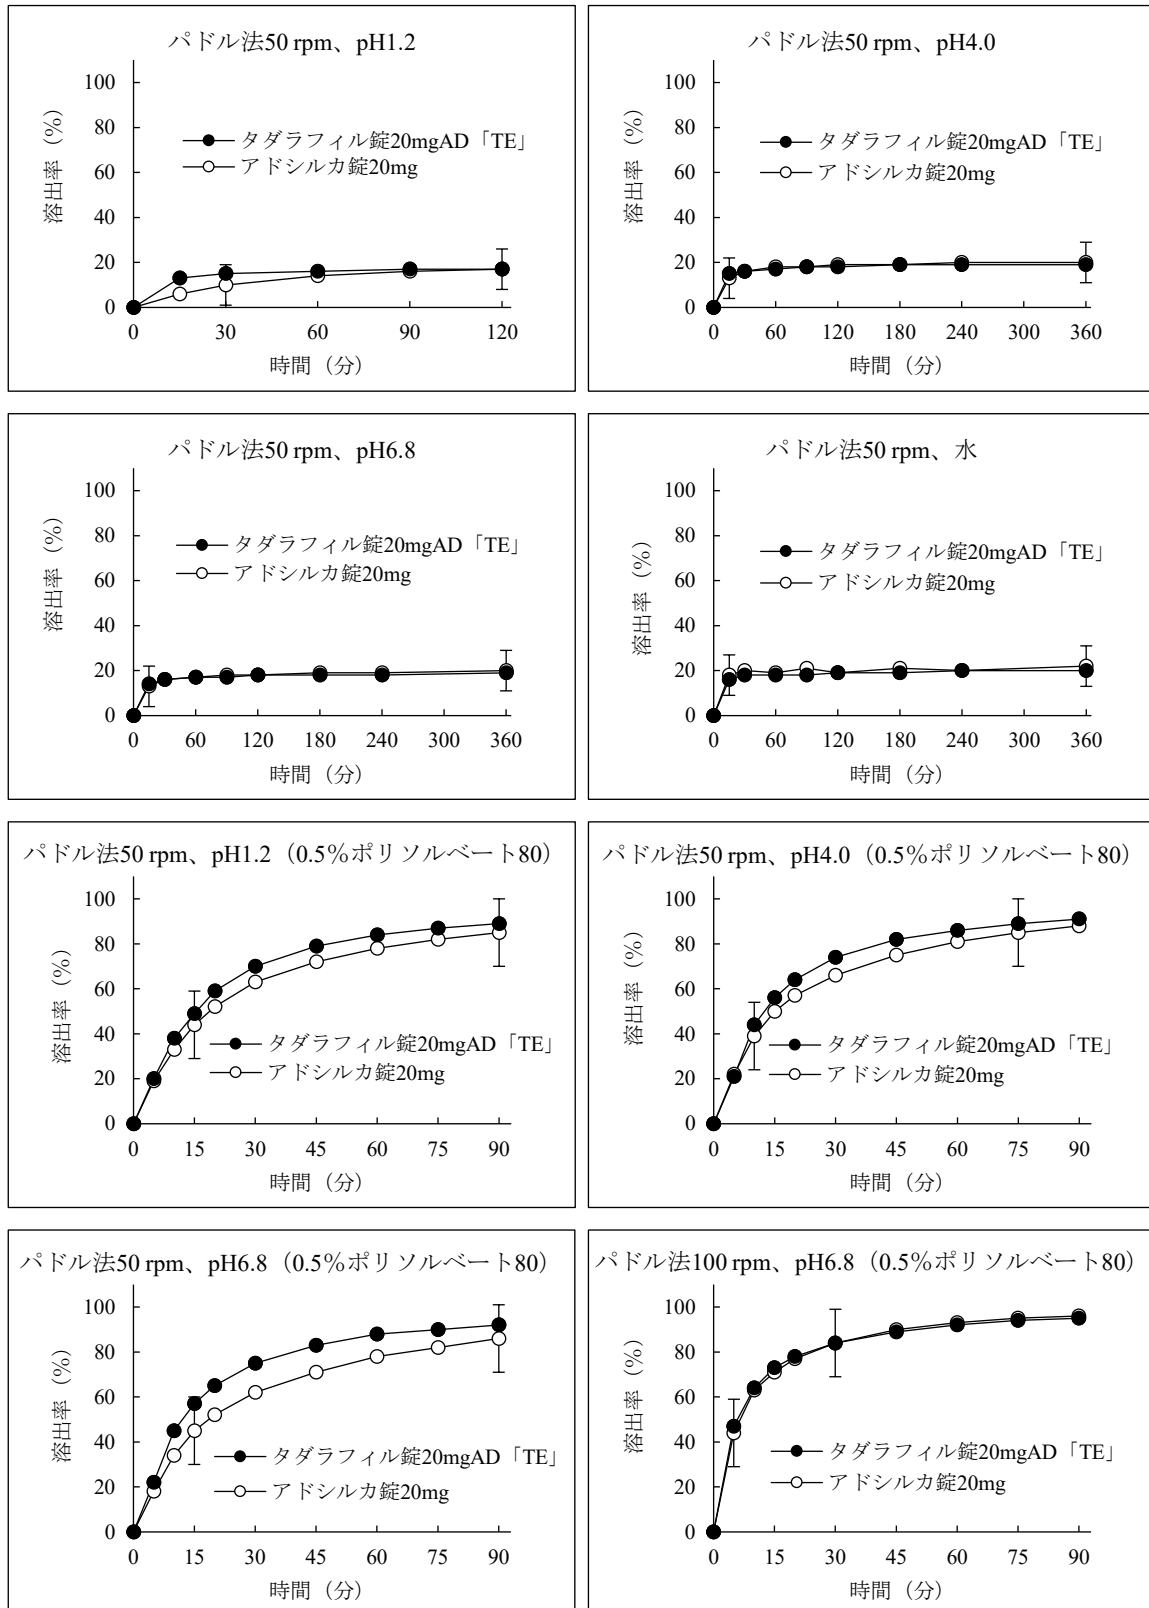 パドル法50 rpm、pH1.2
100
80
60
40
20
0
溶出率（%）
タダラフィル錠20mgAD「TE」
アドシルカ錠20mg
0 30 60 90 120
時間（分）
パドル法50 rpm、pH4.0
100
80
60
40
20
0
溶出率（%）
タダラフィル錠20mgAD「TE」
アドシルカ錠20mg
0 60 120 180 240 300 360
時間（分）
パドル法50 rpm、pH6.8
100
80
60
40
20
0
溶出率（%）
タダラフィル錠20mgAD「TE」
アドシルカ錠20mg
0 60 120 180 240 300 360
時間（分）
パドル法50 rpm、水
100
80
60
40
20
0
溶出率（%）
タダラフィル錠20mgAD「TE」
アドシルカ錠20mg
0 60 120 180 240 300 360
時間（分）
パドル法50 rpm、pH1.2（0.5％ポリソルベート80）
100
80
60
40
20
0
溶出率（%）
タダラフィル錠20mgAD「TE」
アドシルカ錠20mg
0 15 30 45 60 75 90
時間（分）
パドル法50 rpm、pH4.0（0.5％ポリソルベート80）
100
80
60
40
20
0
溶出率（%）
タダラフィル錠20mgAD「TE」
アドシルカ錠20mg
0 15 30 45 60 75 90
時間（分）
パドル法50 rpm、pH6.8（0.5％ポリソルベート80）
100
80
60
40
20
0
溶出率（%）
タダラフィル錠20mgAD「TE」
アドシルカ錠20mg
0 15 30 45 60 75 90
時間（分）
パドル法100 rpm、pH6.8（0.5％ポリソルベート80）
100
80
60
40
20
0
溶出率（%）
タダラフィル錠20mgAD「TE」
アドシルカ錠20mg
0 15 30 45 60 75 90
時間（分）